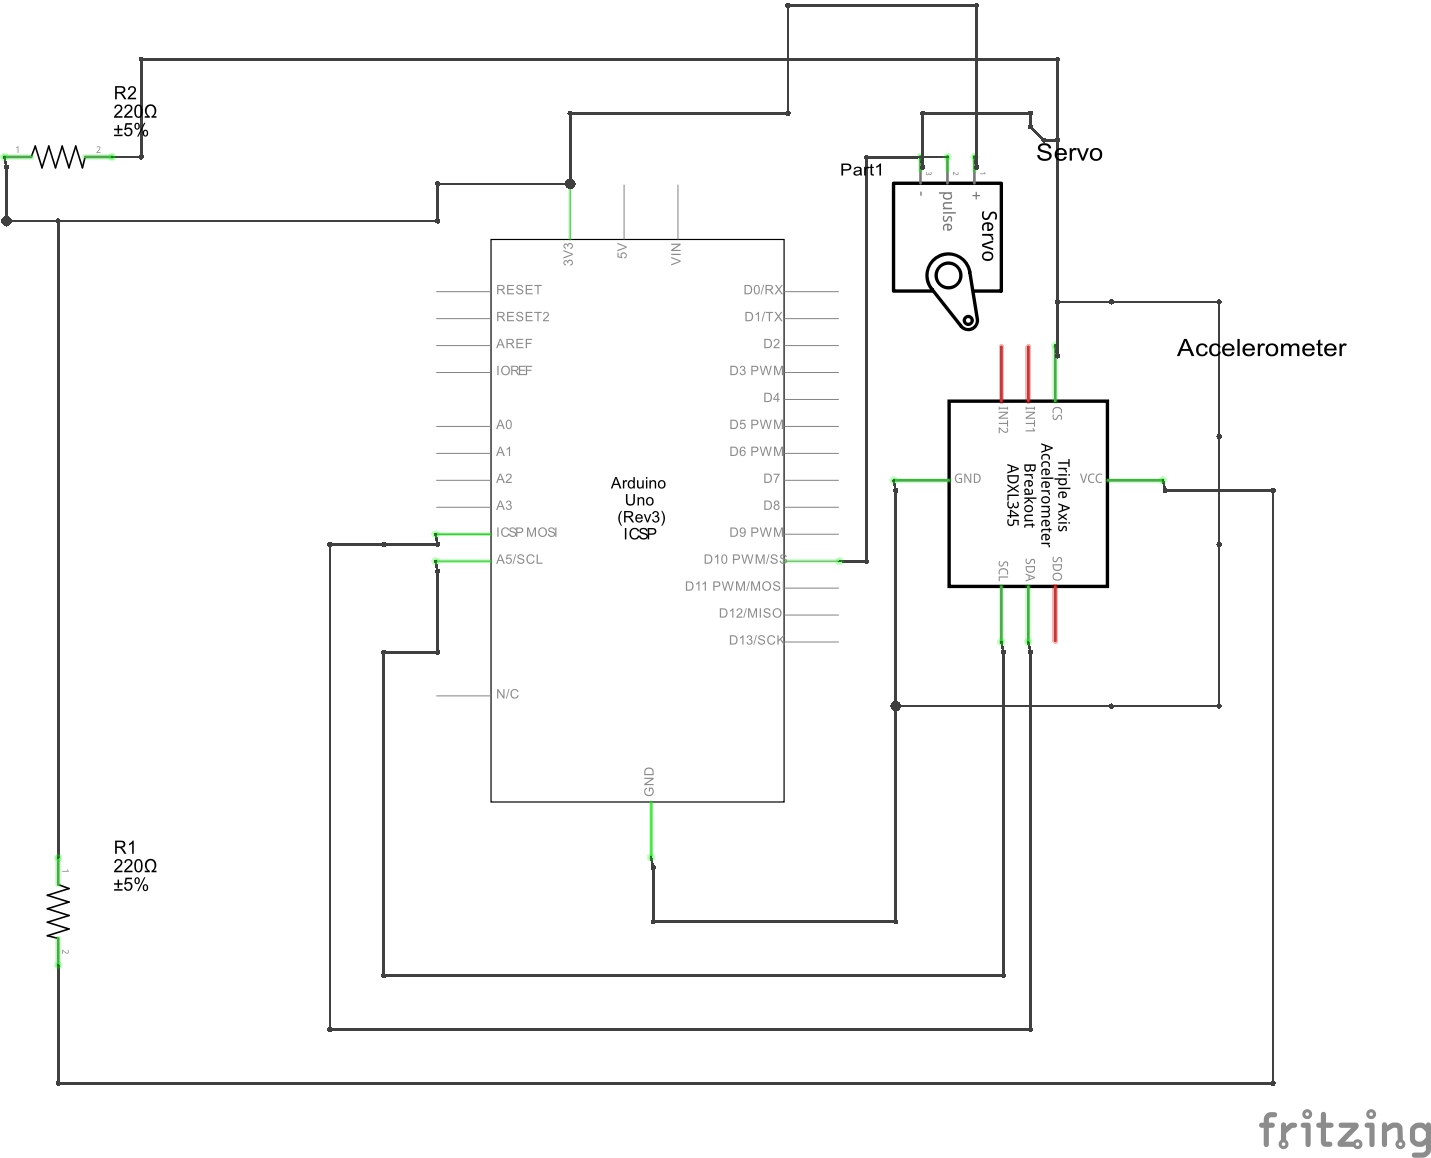 R2
220Ω
±5%
1
2
Servo
Part1
3
2
1
-
pulse
+
Servo
3V3
5V
VIN
RESET
D0/RX
RESET2
D1/TX
AREF
D2
IOREF
D3 PWM
D4
A0
D5 PWM
A1
D6 PWM
A2
D7
A3
D8
ICSP MOSI
D9 PWM
A5/SCL
D10 PWM/SS
D11 PWM/MOSI
D12/MISO
D13/SCK
N/C
GND
Arduino
Uno
(Rev3)
ICSP
Accelerometer
INT2
INT1
CS
GND
VCC
Triple Axis
Accelerometer
Breakout
ADXL345
SCL
SDA
SDO
R1
220Ω
±5%
1
2
fritzing